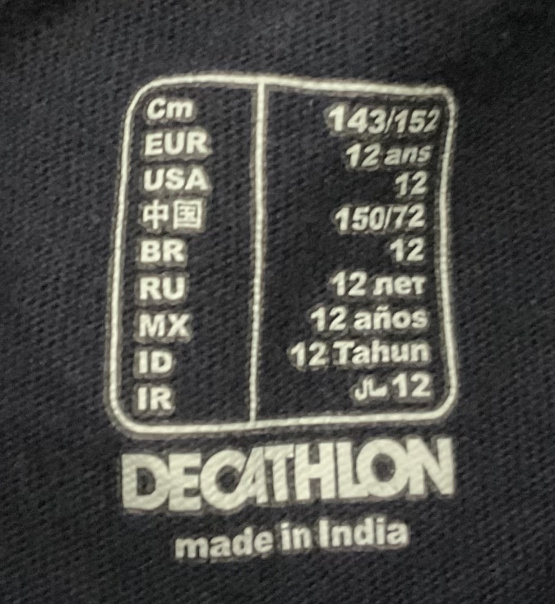 Cm 143/152
EUR 12 ans
USA 12
中国 150/72
BR 12
RU 12 лет
MX 12 años
ID 12 Tahun
IR 12 سال
DECATHLON
made in India